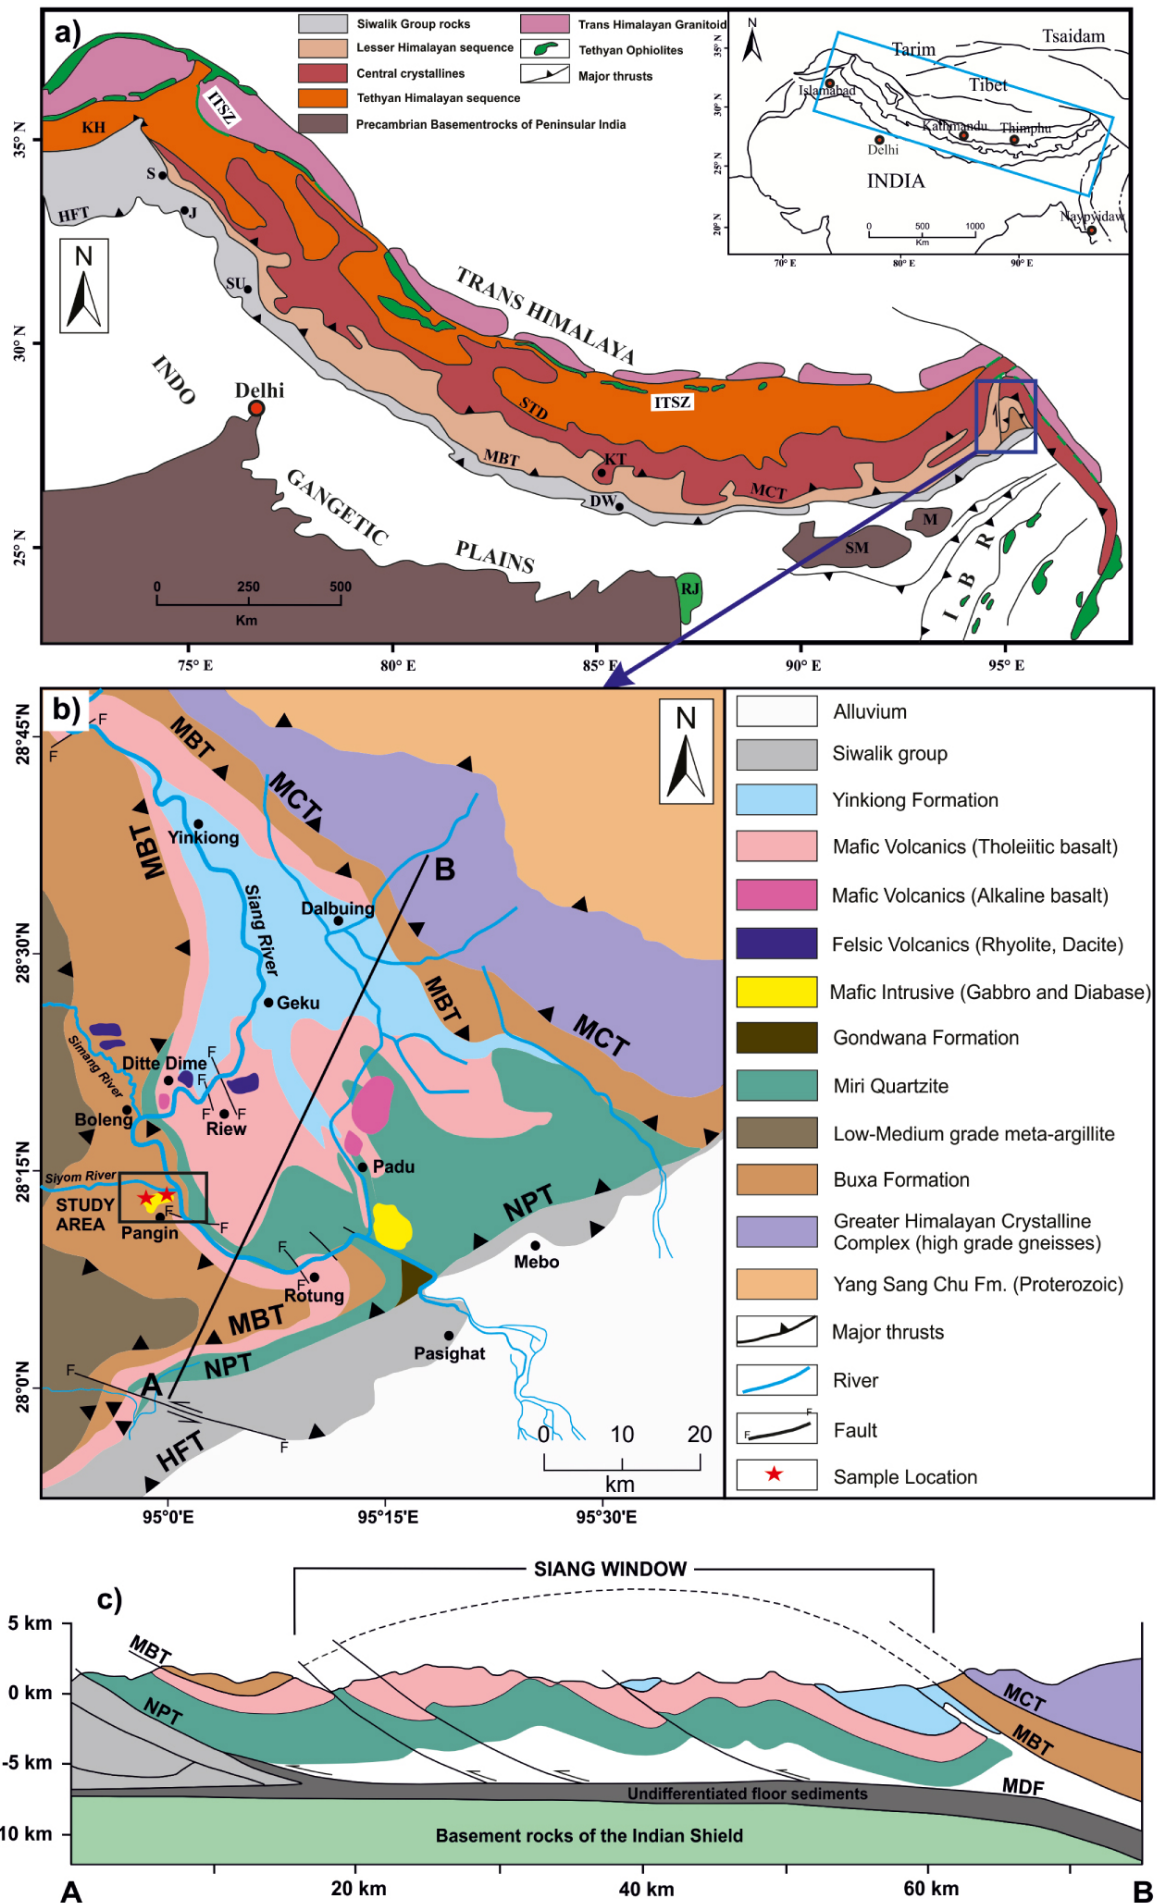 a)
Siwalik Group rocks
Lesser Himalayan sequence
Central crystallines
Tethyan Himalayan sequence
Precambrian Basementrocks of Peninsular India
Trans Himalayan Granitoid
Tethyan Ophiolites
Major thrusts
N
35° N
30° N
25° N
20° N
Tarim
Tsaidam
Tibet
Islamabad
Kathmandu
Thimphu
Delhi
INDIA
Naypyidaw
0 500 1000
Km
70° E 80° E 90° E
35° N
30° N
25° N
KH
ITSZ
S
J
HFT
N
SU
TRANS HIMALAYA
INDO
Delhi
STD
ITSZ
MBT
KT
MCT
DW
GANGETIC
PLAINS
M
SM
RJ
I B R
0 250 500
Km
75° E 80° E 85° E 90° E 95° E
b)
28°45'N
28°30'N
28°15'N
28°0'N
F
F
MBT
MCT
N
MBT
Yinkiong
B
Siang River
Dalbuing
Geku
MBT
MCT
Simang River
Ditte Dime
F
F
F
F
Boleng
Riew
Padu
Siyom River
STUDY
AREA
F
F
Pangin
NPT
Mebo
F
F
Rotung
MBT
Pasighat
NPT
F
A
HFT
F
0 10 20
km
95°0'E 95°15'E 95°30'E
Alluvium
Siwalik group
Yinkiong Formation
Mafic Volcanics (Tholeiitic basalt)
Mafic Volcanics (Alkaline basalt)
Felsic Volcanics (Rhyolite, Dacite)
Mafic Intrusive (Gabbro and Diabase)
Gondwana Formation
Miri Quartzite
Low-Medium grade meta-argillite
Buxa Formation
Greater Himalayan Crystalline
Complex (high grade gneisses)
Yang Sang Chu Fm. (Proterozoic)
Major thrusts
River
F
F
Fault
Sample Location
c)
SIANG WINDOW
5 km
0 km
-5 km
10 km
MBT
NPT
MCT
MBT
MDF
Undifferentiated floor sediments
Basement rocks of the Indian Shield
A 20 km 40 km 60 km B